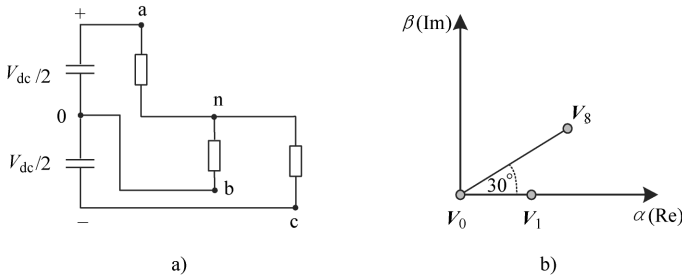 +
a
V_dc /2
n
0
V_dc /2
b
–
c
a)
β(Im)
V_8
30°
V_0
V_1
α(Re)
b)